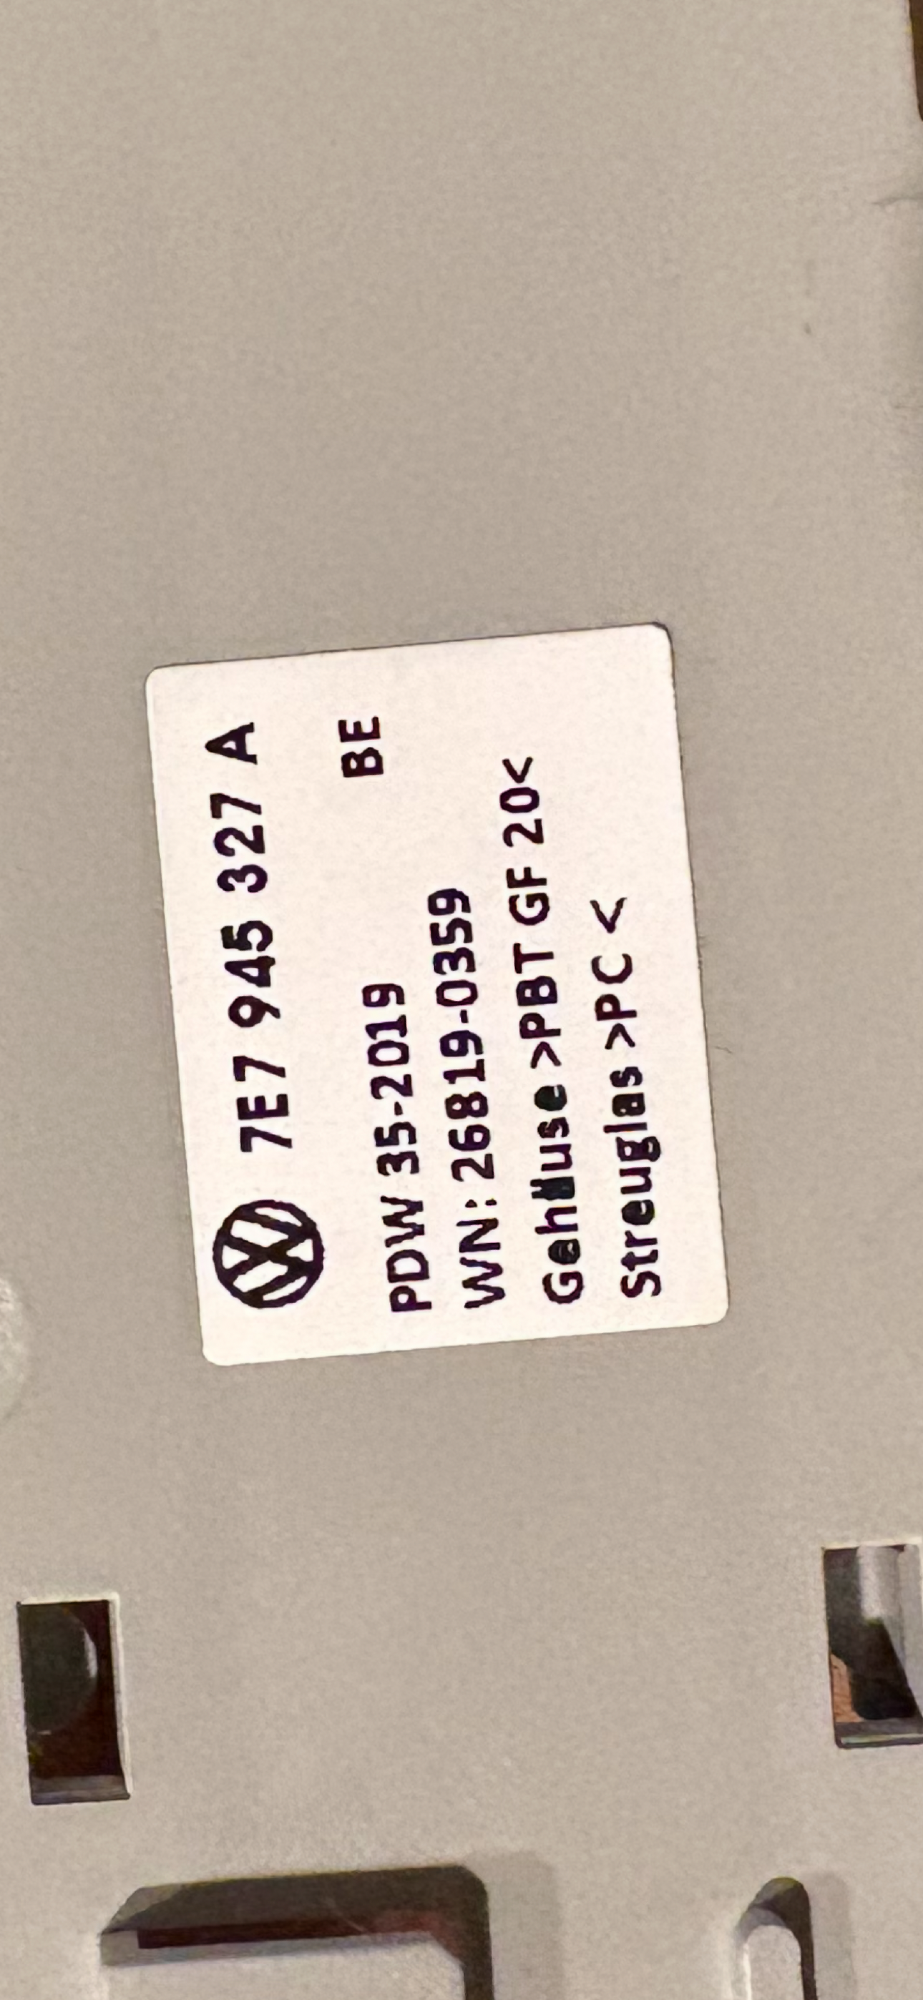 7E7 945 327 A
BE
PDW 35-2019
WN: 26819-0359
Gehäuse >PBT GF 20<
Streuglas >PC <